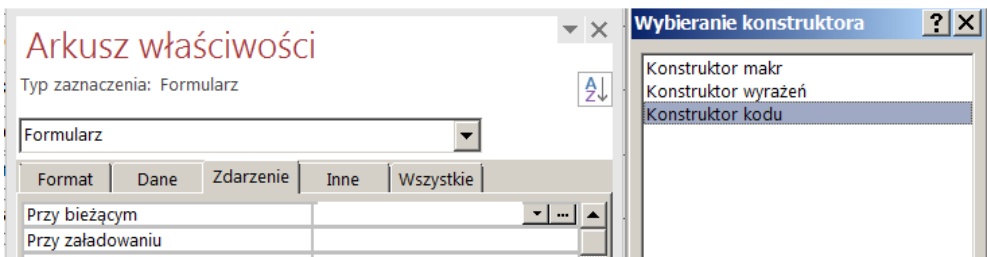 Arkusz właściwości
Typ zaznaczenia: Formularz
A
Z
Formularz
Format Dane Zdarzenie Inne Wszystkie
Przy bieżącym ...
Przy załadowaniu
Wybieranie konstruktora ?
Konstruktor makr
Konstruktor wyrażeń
Konstruktor kodu